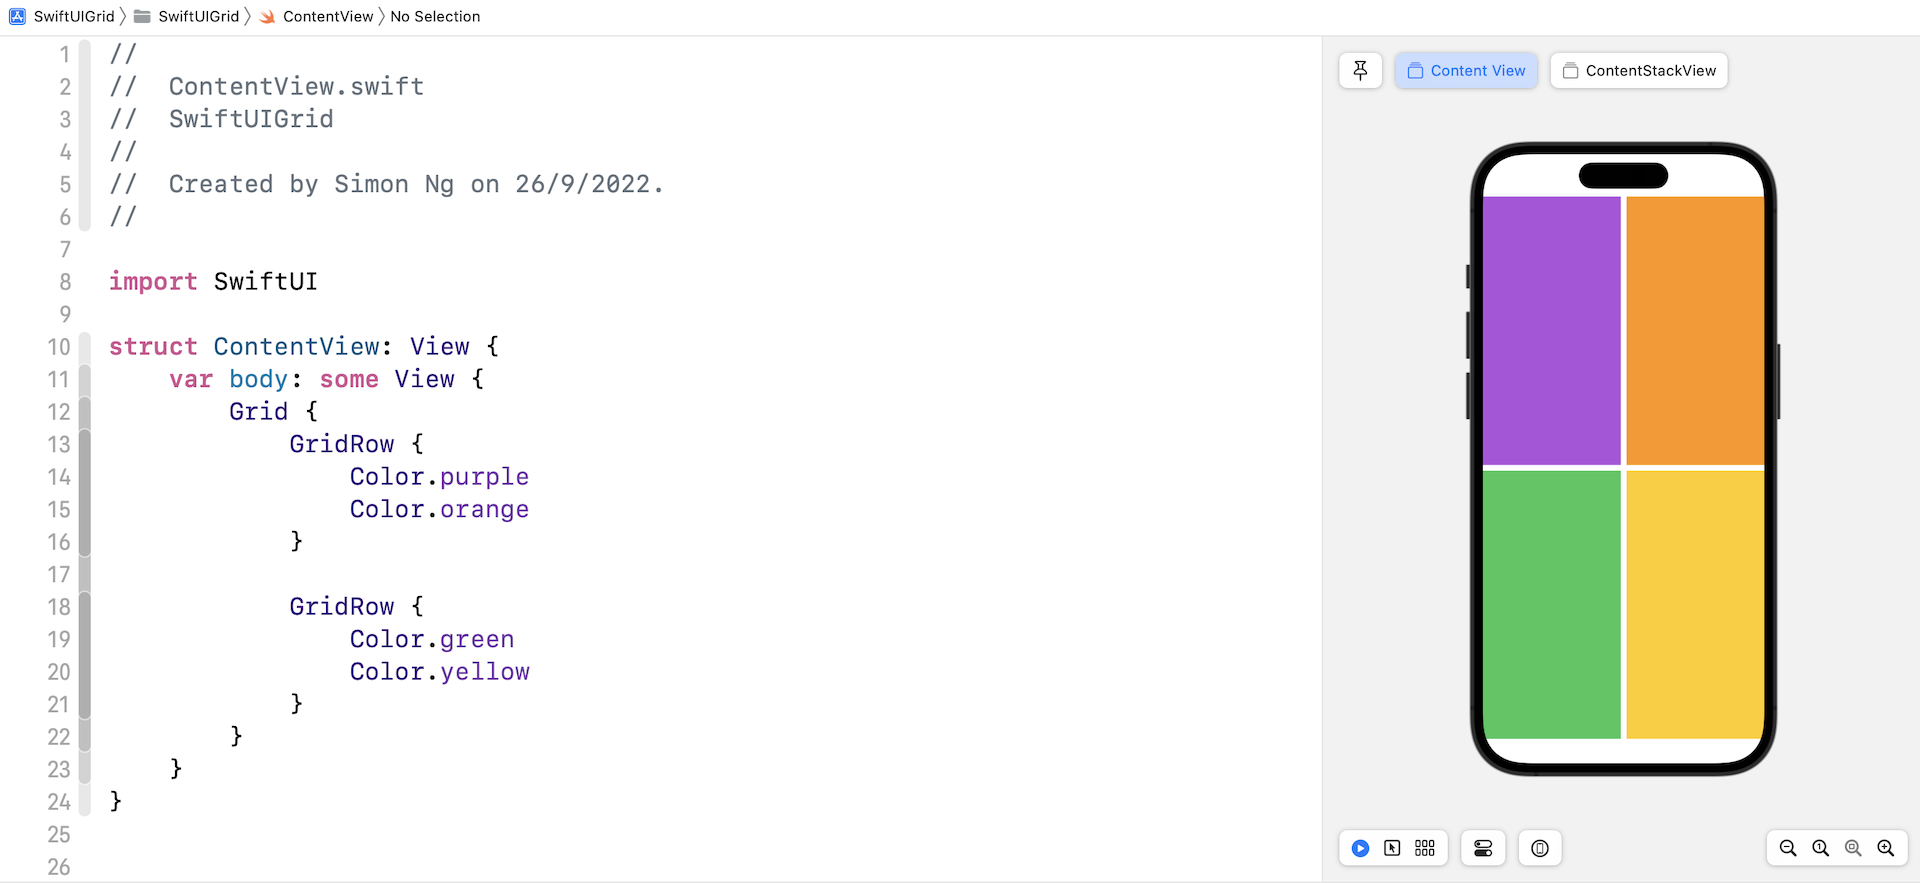 SwiftUIGrid SwiftUIGrid ContentView No Selection
1 //
2 //  ContentView.swift
3 //  SwiftUIGrid
4 //
5 //  Created by Simon Ng on 26/9/2022.
6 //
7
8 import SwiftUI
9
10 struct ContentView: View {
11     var body: some View {
12         Grid {
13             GridRow {
14                 Color.purple
15                 Color.orange
16             }
17
18             GridRow {
19                 Color.green
20                 Color.yellow
21             }
22         }
23     }
24 }
25
26
Content View
ContentStackView